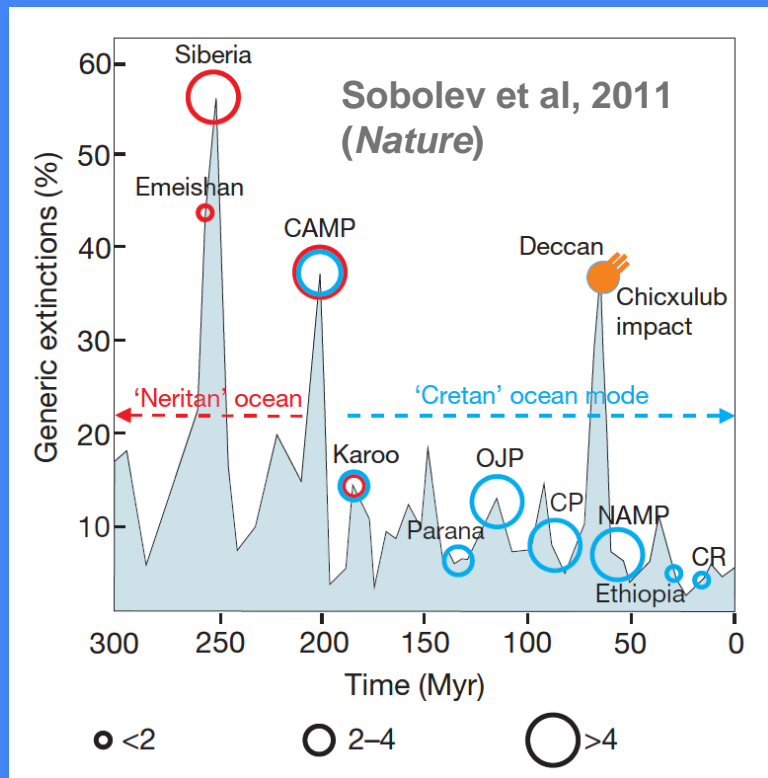 Siberia
Sobolev et al, 2011
(Nature)
Emeishan
CAMP
Deccan
Chicxulub
impact
‘Neritan’ ocean
‘Cretan’ ocean mode
Karoo
OJP
Parana
CP
NAMP
CR
Ethiopia
Generic extinctions (%)
60
50
40
30
20
10
300 250 200 150 100 50 0
Time (Myr)
<2 2–4 >4